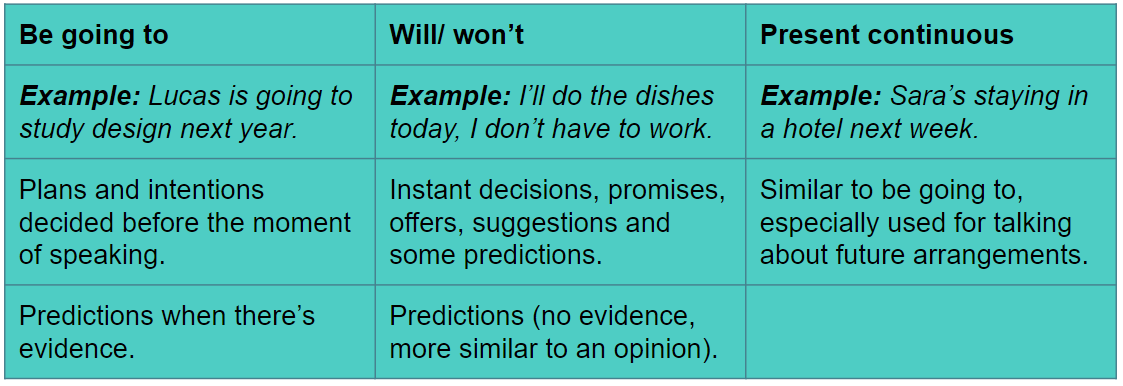 Be going to
Will/ won’t
Present continuous
Example: Lucas is going to
study design next year.
Example: I’ll do the dishes
today, I don’t have to work.
Example: Sara’s staying in
a hotel next week.
Plans and intentions
decided before the moment
of speaking.
Instant decisions, promises,
offers, suggestions and
some predictions.
Similar to be going to,
especially used for talking
about future arrangements.
Predictions when there’s
evidence.
Predictions (no evidence,
more similar to an opinion).